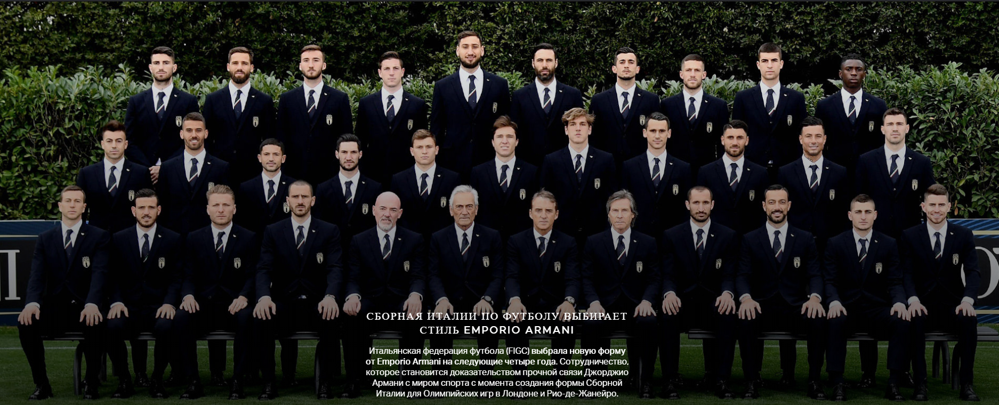 СБОРНАЯ ИТАЛИИ ПО ФУТБОЛУ ВЫБИРАЕТ
СТИЛЬ EMPORIO ARMANI
Итальянская федерация футбола (FIGC) выбрала новую форму
от Emporio Armani на следующие четыре года. Сотрудничество,
которое становится доказательством прочной связи Джорджио
Армани с миром спорта с момента создания формы Сборной
Италии для Олимпийских игр в Лондоне и Рио-де-Жанейро.